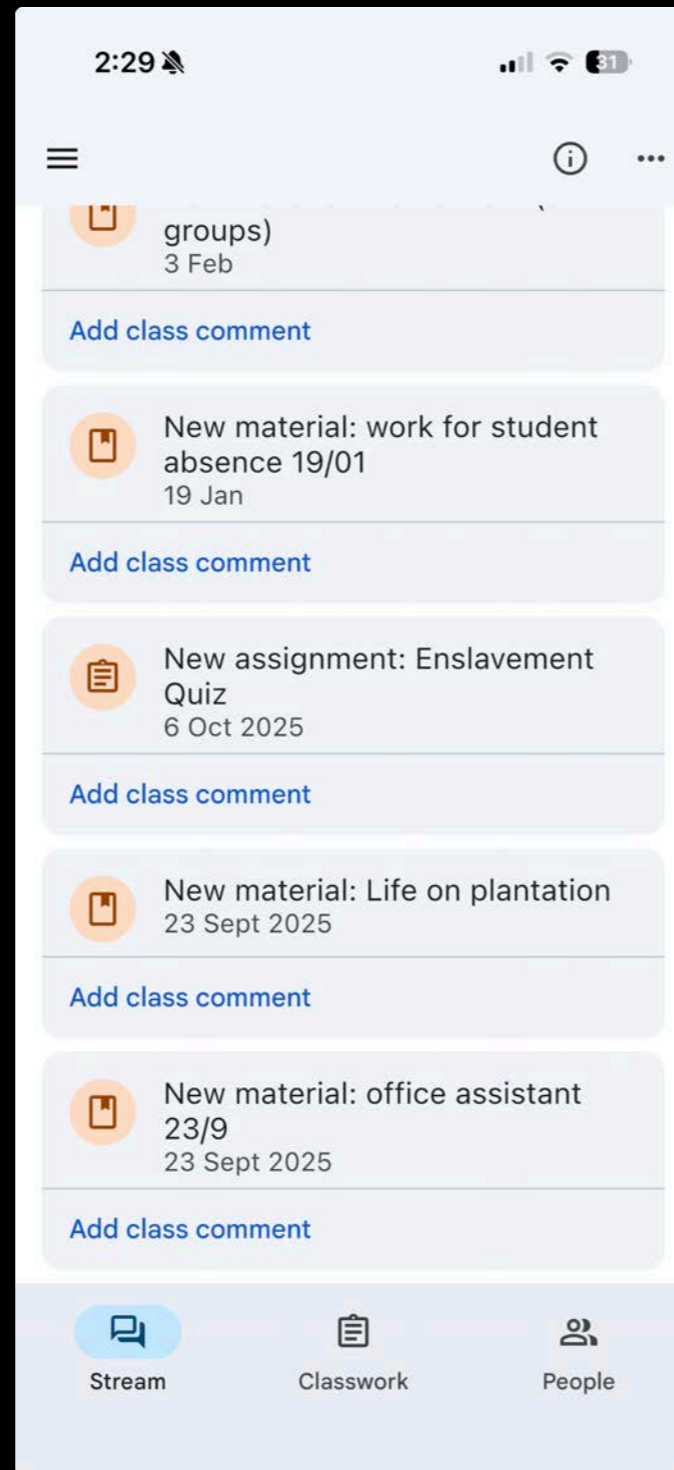 2:29
31
groups)
3 Feb
Add class comment
New material: work for student
absence 19/01
19 Jan
Add class comment
New assignment: Enslavement
Quiz
6 Oct 2025
Add class comment
New material: Life on plantation
23 Sept 2025
Add class comment
New material: office assistant
23/9
23 Sept 2025
Add class comment
Stream
Classwork
People